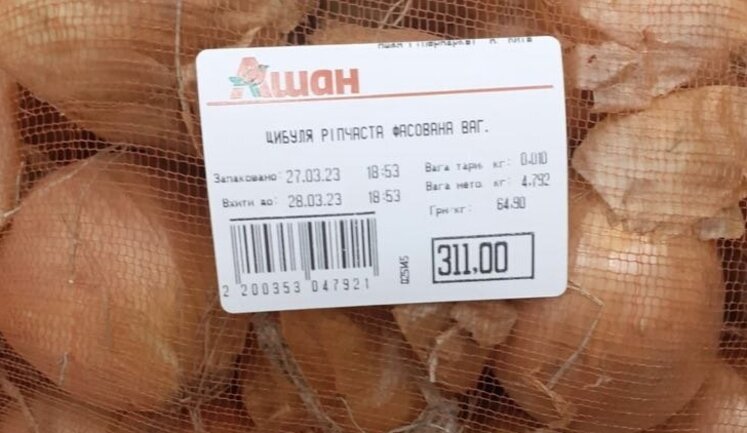 Ашан
ЦИБУЛЯ РІПЧАСТА ФАСОВАНА ВАГ.
Запаковано: 27.03.23 18:53
Вжити до: 28.03.23 18:53
Вага тари, кг: 0.010
Вага нето, кг: 4.792
Грн/кг: 64.90
311,00
2 200353 047921